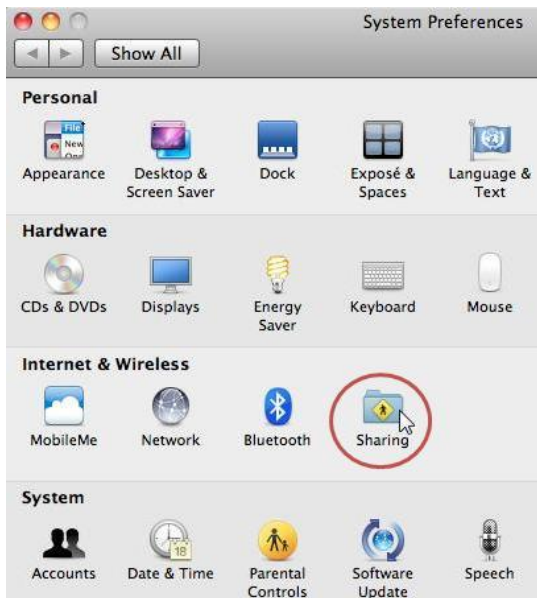 System Preferences
Show All
Personal
File
New
Appearance
Desktop &
Screen Saver
Dock
Exposé &
Spaces
Language &
Text
Hardware
CDs & DVDs
Displays
Energy
Saver
Keyboard
Mouse
Internet & Wireless
MobileMe
Network
Bluetooth
Sharing
System
18
Accounts
Date & Time
Parental
Controls
Software
Update
Speech